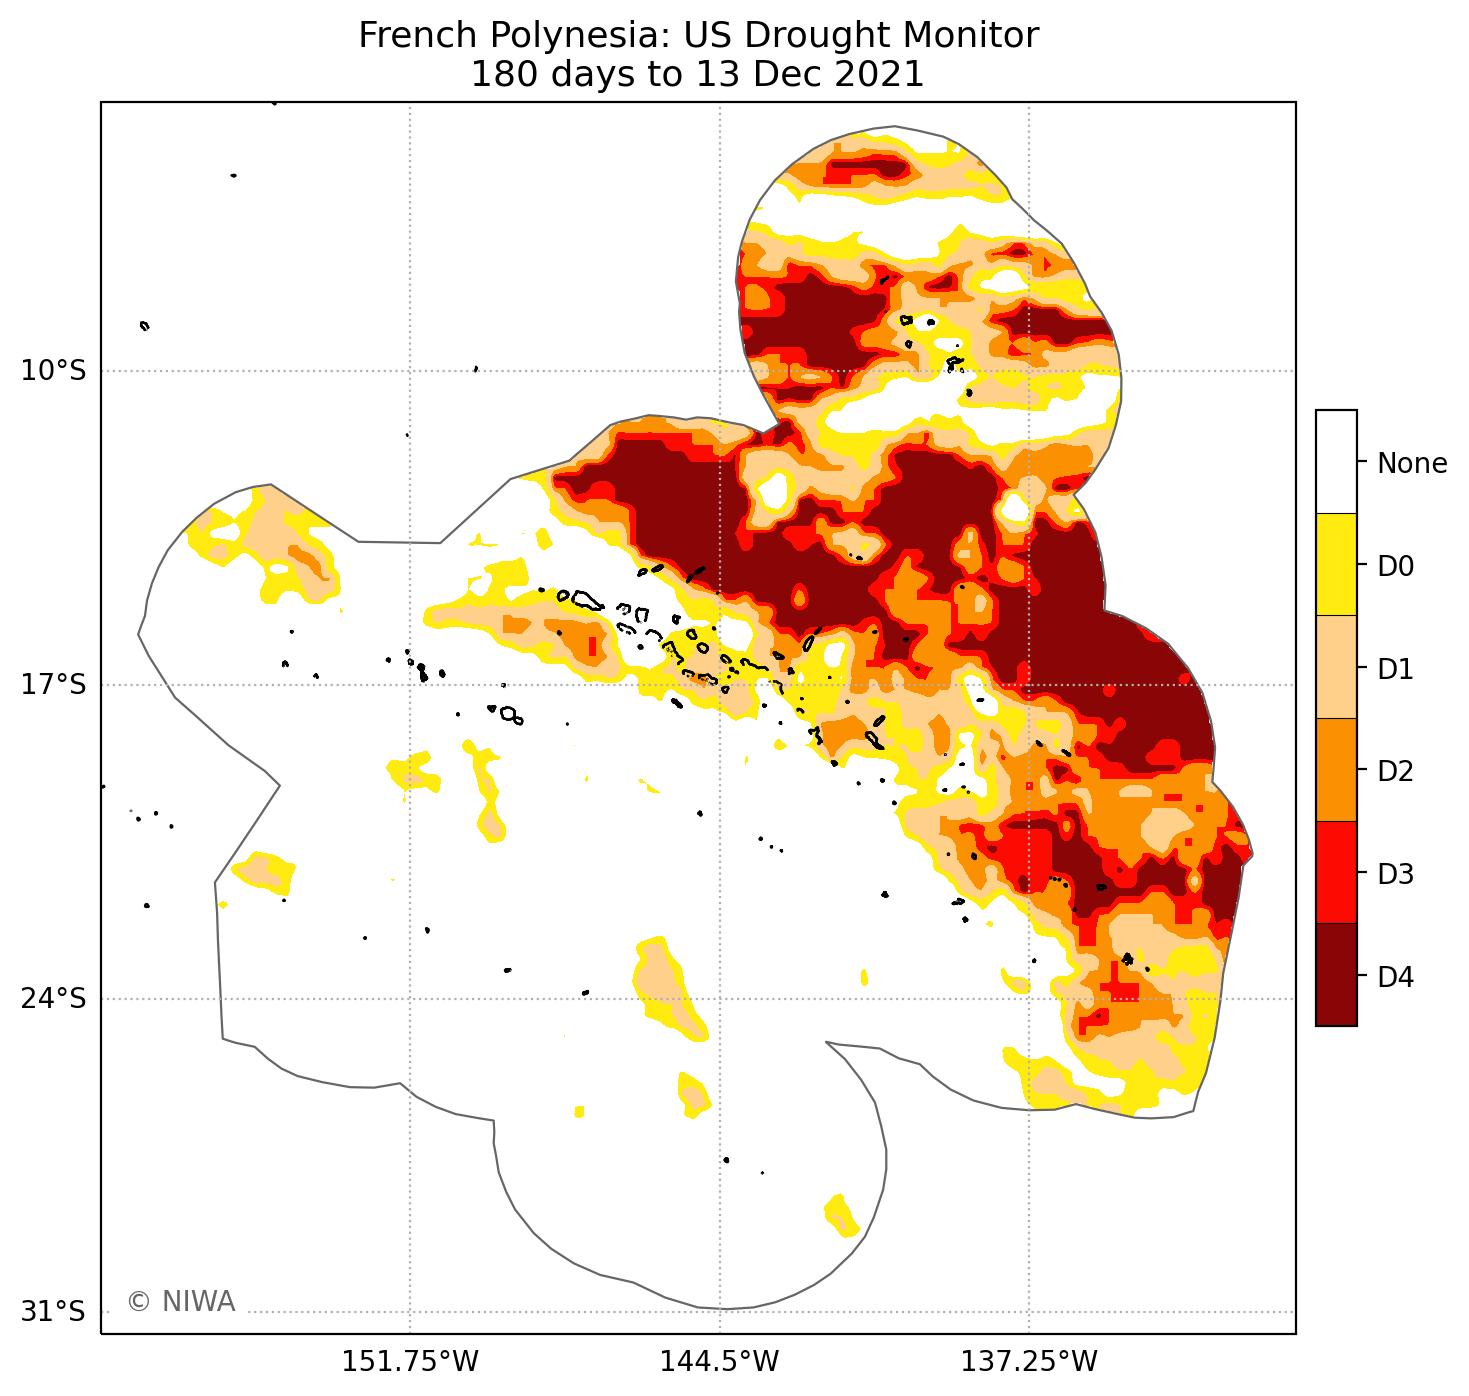 French Polynesia: US Drought Monitor
180 days to 13 Dec 2021
10°S
17°S
24°S
31°S
151.75°W
144.5°W
137.25°W
None
D0
D1
D2
D3
D4
© NIWA